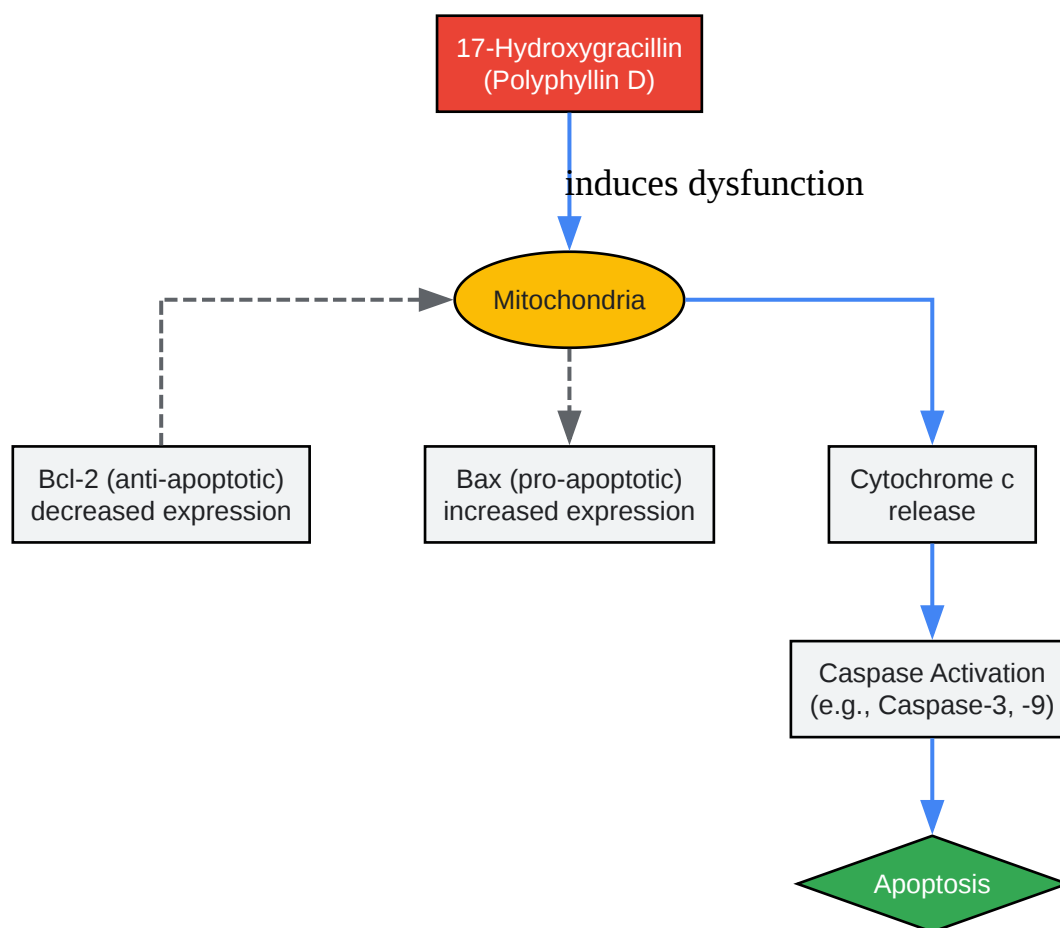 17-Hydroxygracillin
(Polyphyllin D)
induces dysfunction
Mitochondria
Bcl-2 (anti-apoptotic)
decreased expression
Bax (pro-apoptotic)
increased expression
Cytochrome c
release
Caspase Activation
(e.g., Caspase-3, -9)
Apoptosis